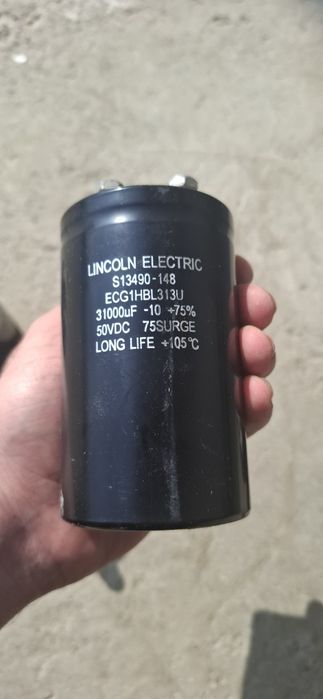 LINCOLN ELECTRIC
S13490-148
ECG1HBL313U
31000uF -10 +75%
50VDC 75SURGE
LONG LIFE +105°C